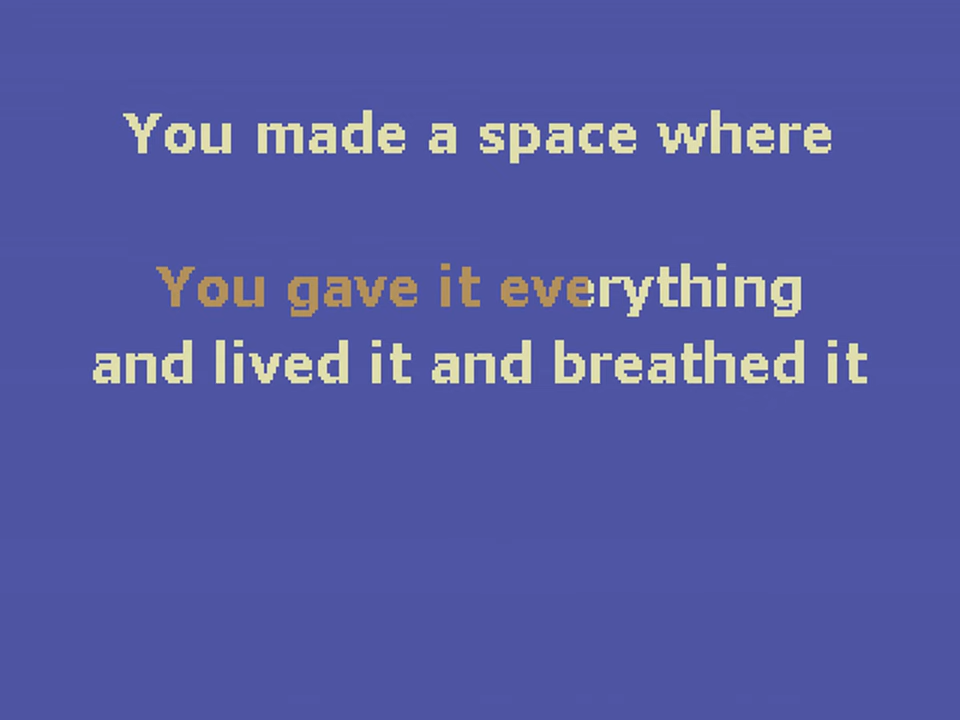 You made a space where
You gave it everything
and lived it and breathed it